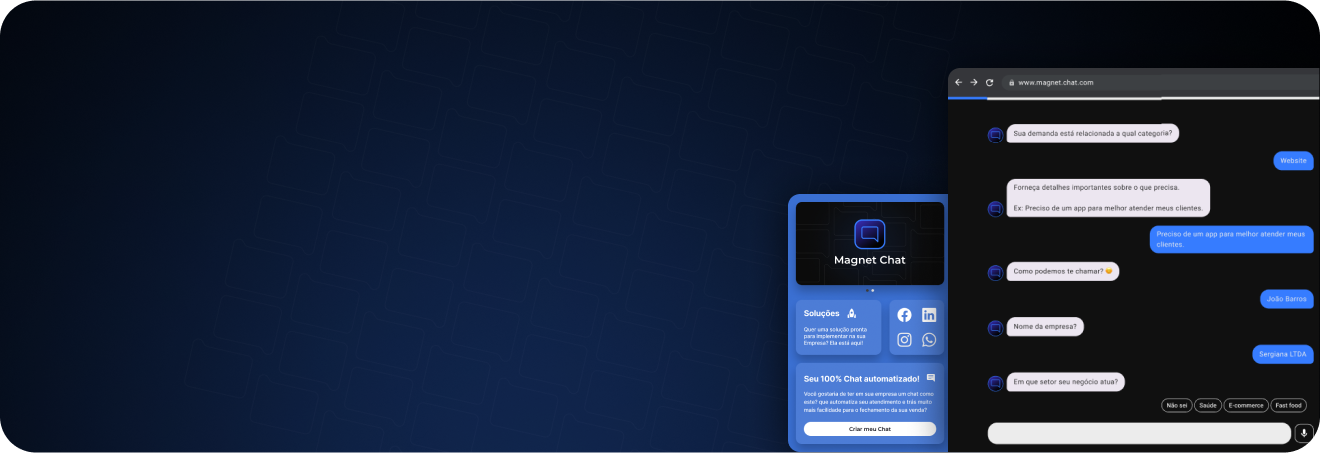 www.magnet.chat.com
Sua demanda está relacionada a qual categoria?
Website
Forneça detalhes importantes sobre o que precisa.
Ex: Preciso de um app para melhor atender meus clientes.
Preciso de um app para melhor atender meus
clientes.
Como podemos te chamar? 😊
João Barros
Nome da empresa?
Sergiana LTDA
Em que setor seu negócio atua?
Não sei
Saúde
E-commerce
Fast food
Magnet Chat
Soluções
Quer uma solução pronta
para implementar na sua
Empresa? Ela está aqui!
Seu 100% Chat automatizado!
Você gostaria de ter em sua empresa um chat como
este? que automatiza seu atendimento e trás muito
mais facilidade para o fechamento da sua venda?
Criar meu Chat